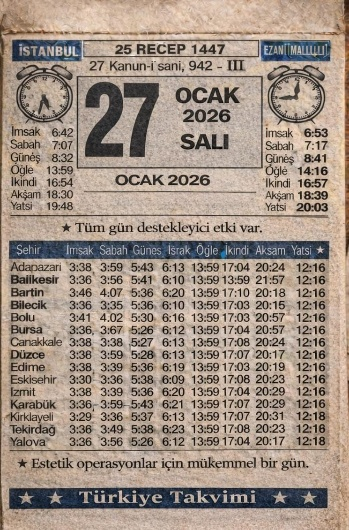 İSTANBUL
25 RECEP 1447
EZANİ
27 Kanun-i sani, 942 - III
27
OCAK
2026
SALI
İmsak 6:42
Sabah 7:07
Güneş 8:32
Öğle 13:59
İkindi 16:54
Akşam 18:30
Yatsi 19:48
imsak 6:53
Sabah 7:17
Güneş 8:41
Öğle 14:16
İkindi 16:57
Akşam 18:39
Yatsi 20:03
OCAK 2026
★ Tüm gün destekleyici etki var.
Şehir İmsak Sabah Güneş İsrak Öğle İkindi Aksam Yatsi ★
Adapazari 3:38 3:59 5:43 6:13 13:59 17:04 20:24 12:16
Balikesir 3:36 3:56 5:41 6:10 13:59 13:59 21:57 12:16
Bartin 3:46 4:07 5:36 6:20 13:59 17:10 20:18 12:16
Bilecik 3:36 3:35 5:36 6:10 13:59 17:03 20:15 12:16
Bolu 3:41 4.02 5:30 6:16 13:59 17:03 20:57 12:16
Bursa 3:36, 3:67 5:26 6:12 13:59 17:04 20:57 12:16
Canakkale 3:38 3:38 5:27 6:13 13:59 17:08 20:24 12:16
Düzce 3:38 3:59 5:28 6:13 13:59 17:07 20:17 12:16
Edime 3:38 3:39 5:36 6:19 13:59 17:03 20:19 12:16
Eskisehir 3:30 3:36 5:38 6:09 13:59 17:08 20:23 12:16
İzmit 3:38 3:39 5:36 6:20 13:59 17:04 20:29 12:16
Karabük 3:36 3:59 5:43 6:21 13:59 17:07 20:29 12:16
Kirklayeli 3:29 3:36 5:37 6:13 13:59 17:07 20:31 12:18
Tekirdağ 3:36 3:49 5:38 6:23 13:59 17:08 20:23 12:16
Yalova 3:36 3:56 5:26 6:12 13:59 17:04 20:17 12:18
★ Estetik operasyonlar için mükemmel bir gün.
★ ★ Türkiye Takvimi ★ ★